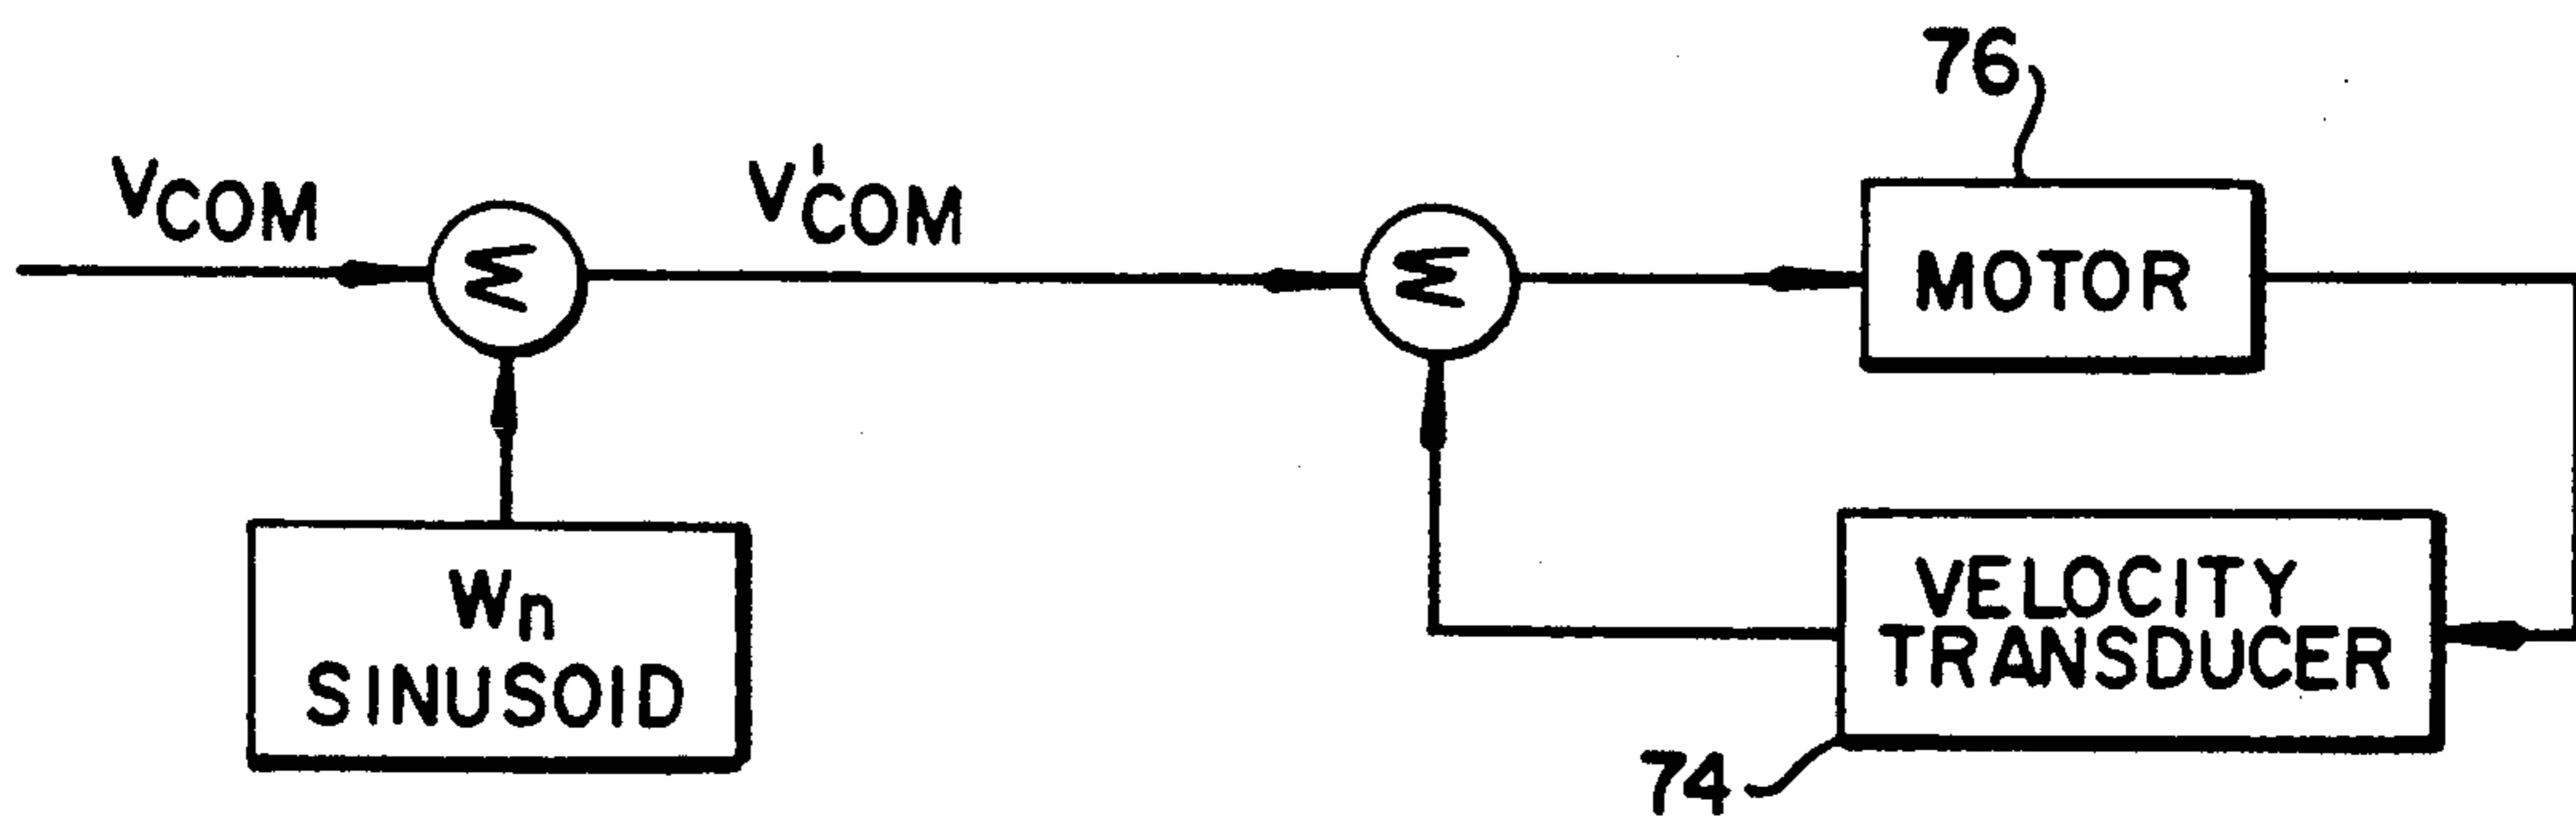 76
VCOM
V'COM
Σ
Σ
MOTOR
Wn
SINUSOID
VELOCITY
TRANSDUCER
74